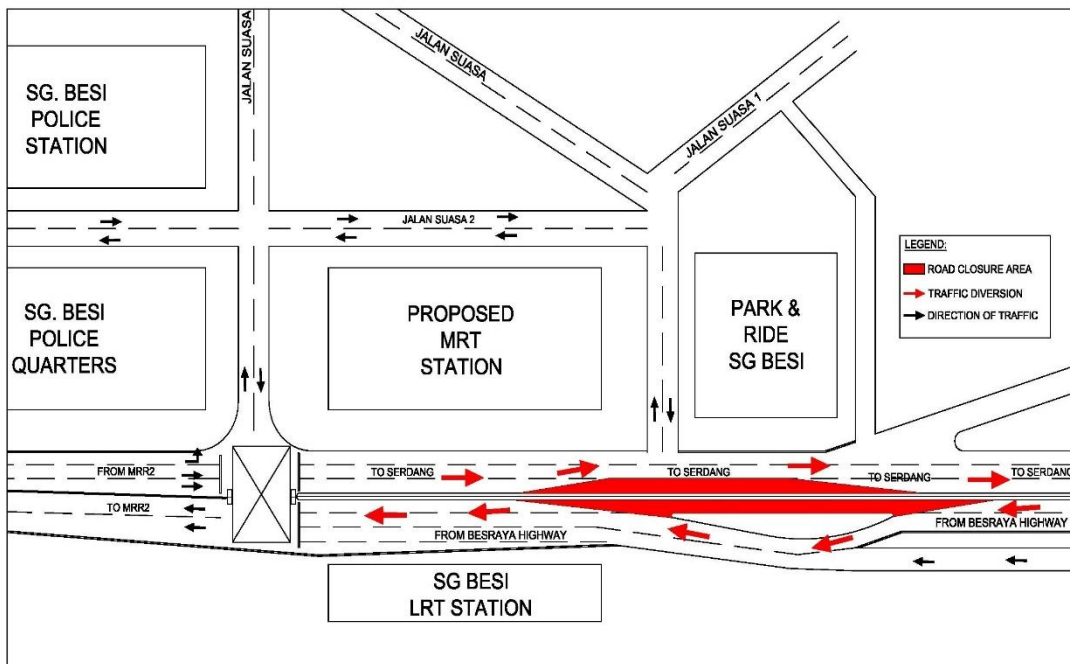 JALAN SUASA
JALAN SUASA
JALAN SUASA 1
SG. BESI
POLICE
STATION
JALAN SUASA 2
LEGEND:
ROAD CLOSURE AREA
TRAFFIC DIVERSION
DIRECTION OF TRAFFIC
SG. BESI
POLICE
QUARTERS
PROPOSED
MRT
STATION
PARK &
RIDE
SG BESI
FROM MRR2
TO SERDANG
TO SERDANG
TO SERDANG
TO SERDANG
TO MRR2
FROM BESRAYA HIGHWAY
FROM BESRAYA HIGHWAY
SG BESI
LRT STATION